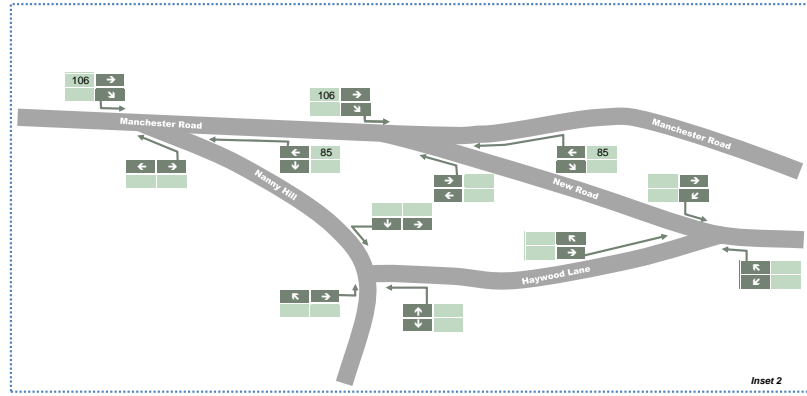 106
106
Manchester Road
Manchester Road
85
85
Nanny Hill
New Road
Haywood Lane
Inset 2